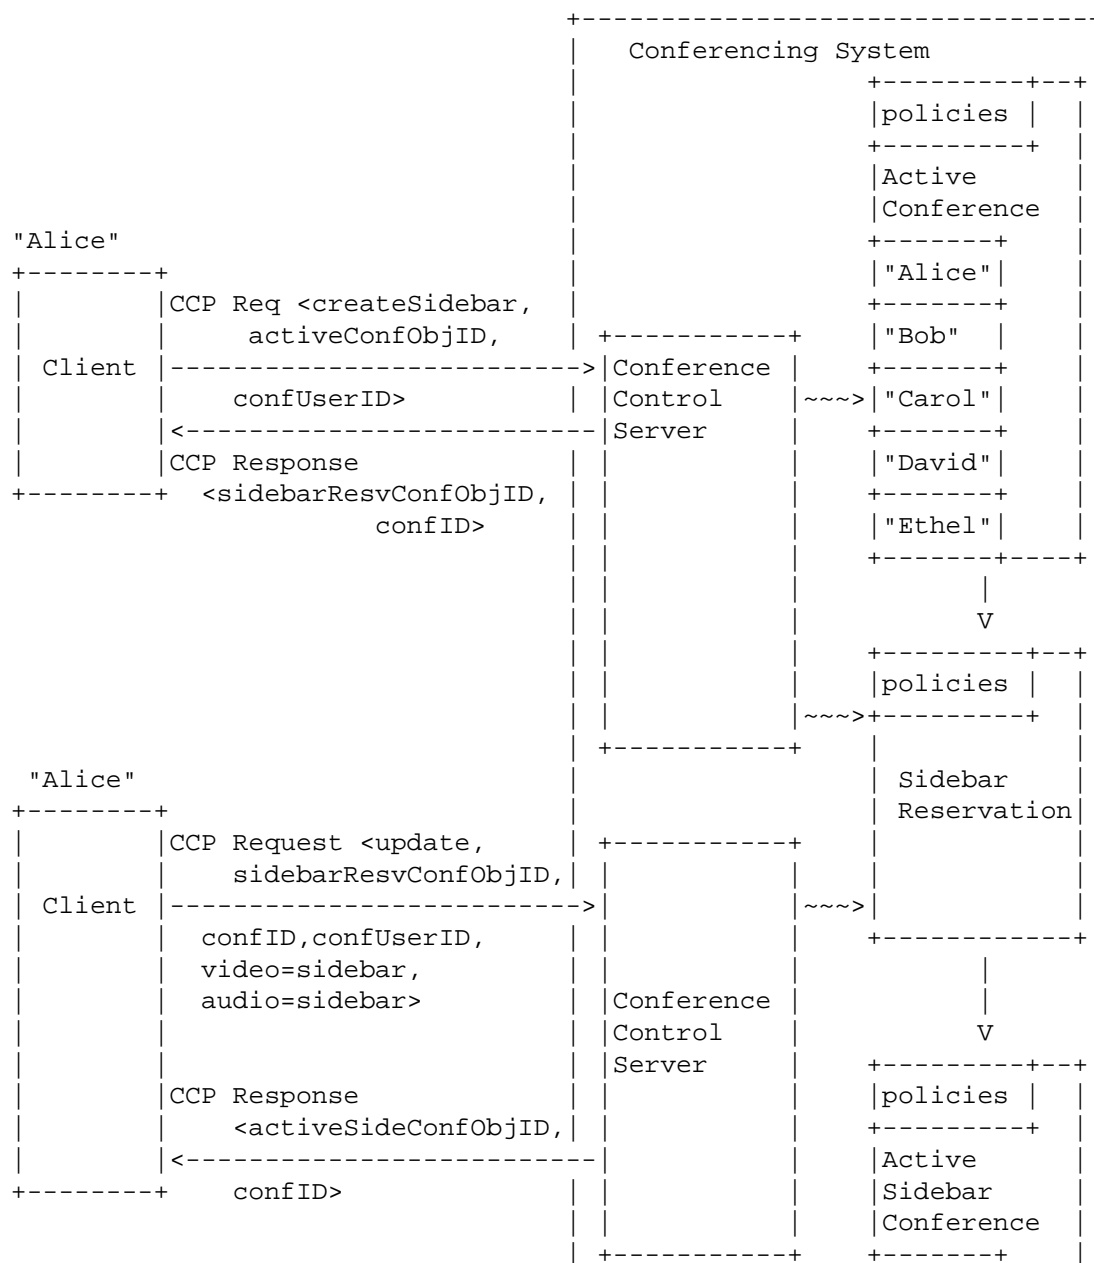 Conferencing System
policies
Active
Conference
"Alice"
"Alice"
CCP Req <createSidebar,
activeConfObjID,
"Bob"
Client
Conference
confUserID>
Control
"Carol"
Server
CCP Response
"David"
<sidebarResvConfObjID,
confID>
"Ethel"
V
policies
"Alice"
Sidebar
Reservation
CCP Request <update,
sidebarResvConfObjID,
Client
confID,confUserID,
video=sidebar,
audio=sidebar>
Conference
Control
V
Server
CCP Response
policies
<activeSideConfObjID,
Active
confID>
Sidebar
Conference